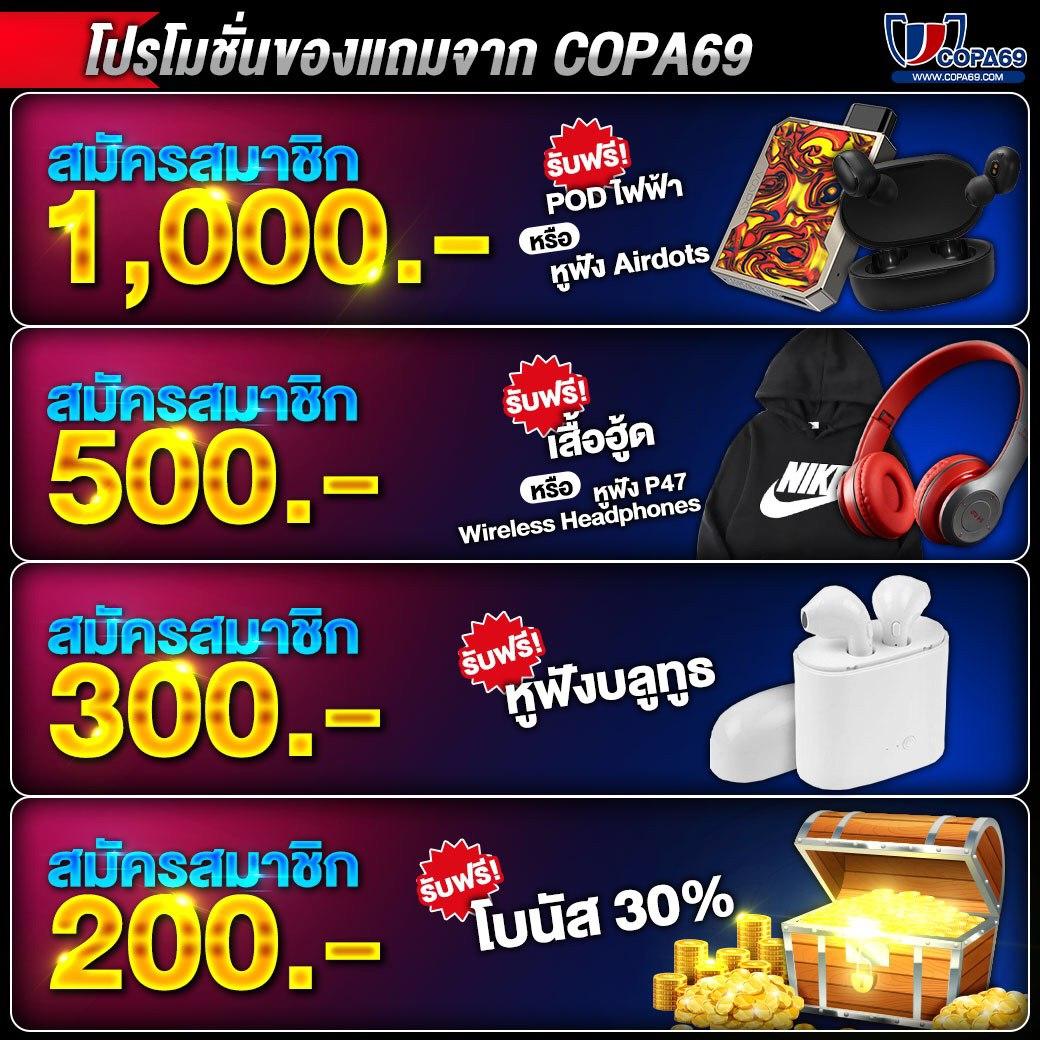 โปรโมชั่นของแถมจาก COPA69
COPA69
WWW.COPA69.COM
สมัครสมาชิก
1,000.-
รับฟรี!
POD ไฟฟ้า
หรือ
หูฟัง Airdots
สมัครสมาชิก
500.-
รับฟรี!
เสื้อฮู้ด
หรือ หูฟัง P47
Wireless Headphones
NIK
สมัครสมาชิก
300.-
รับฟรี!
หูฟังบลูทูธ
สมัครสมาชิก
200.-
รับฟรี!
โบนัส 30%